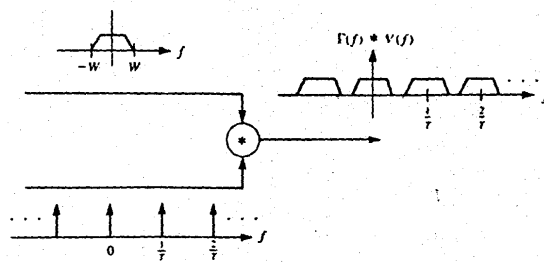 f
-W W
Γ(f) * V(f)
1/T 2/T
*
. . . . . . . .
f
0 1/T 2/T